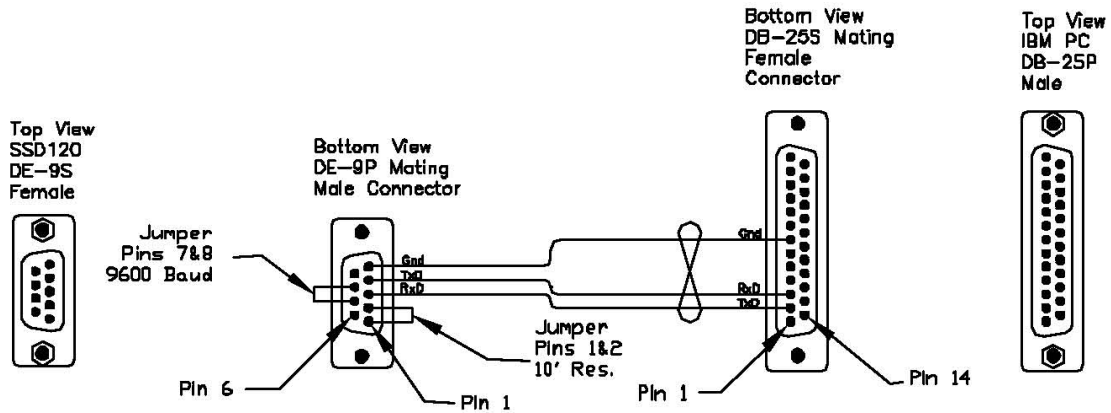 Top View
SSD120
DE-9S
Female
Jumper
Pins 7&8
9600 Baud
Bottom View
DE-9P Mating
Male Connector
Gnd
TxD
RxD
Pin 6
Pin 1
Jumper
Pins 1&2
10' Res.
Bottom View
DB-25S Mating
Female
Connector
Gnd
RxD
TxD
Pin 1
Pin 14
Top View
IBM PC
DB-25P
Male